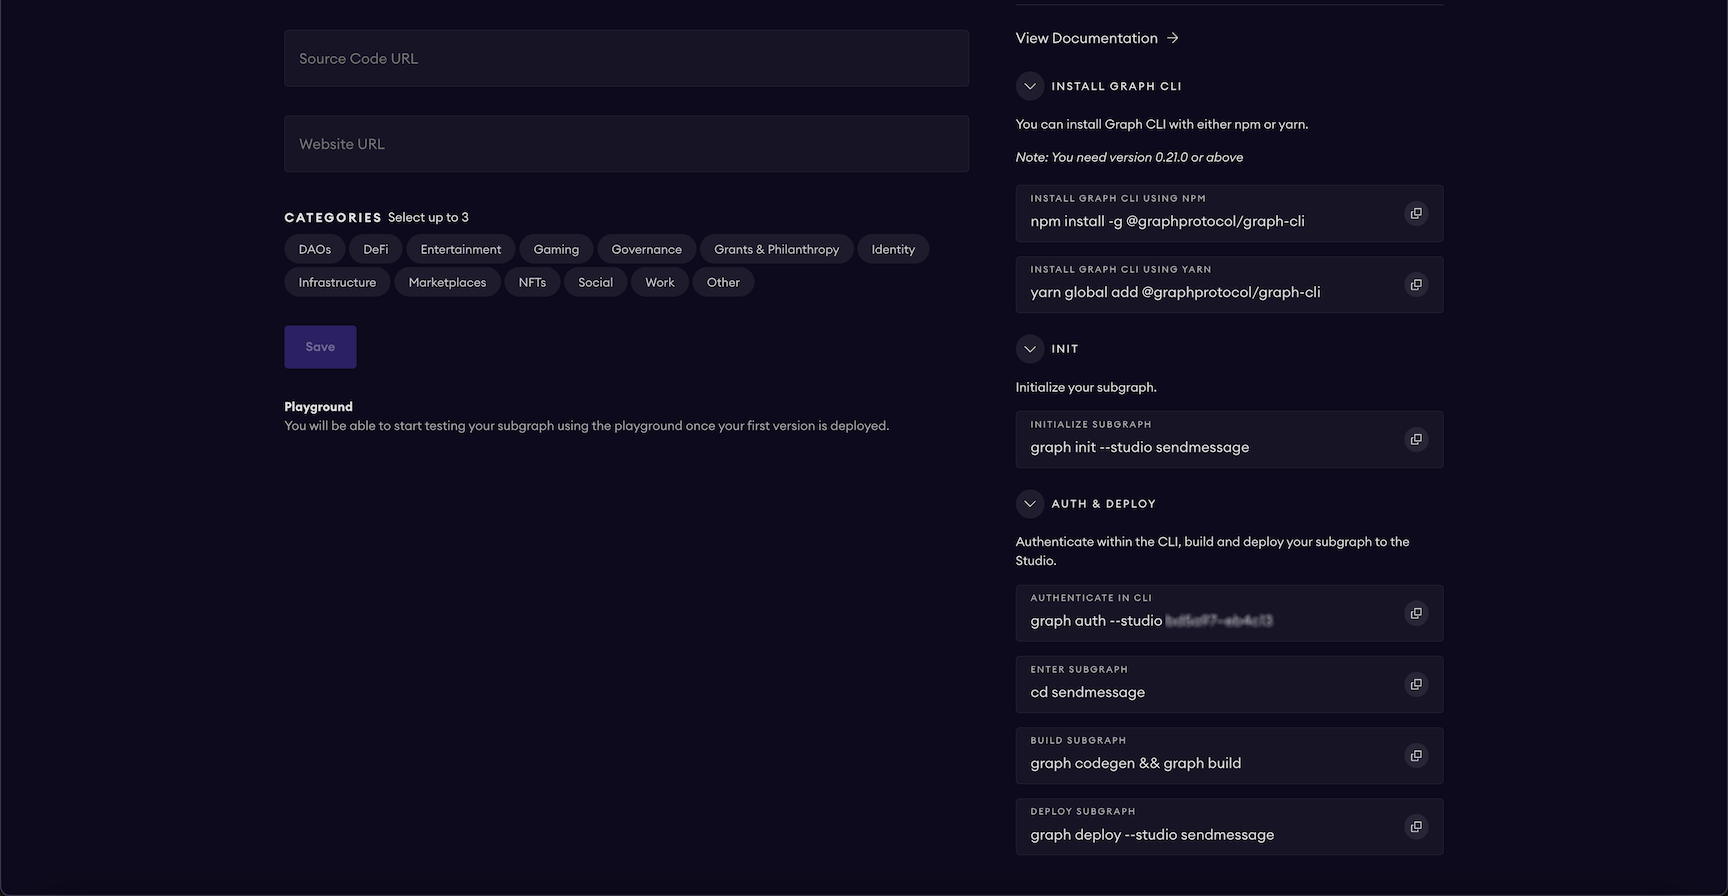 Source Code URL
Website URL
CATEGORIES Select up to 3
DAOs DeFi Entertainment Gaming Governance Grants & Philanthropy Identity
Infrastructure Marketplaces NFTs Social Work Other
Save
Playground
You will be able to start testing your subgraph using the playground once your first version is deployed.
View Documentation →
INSTALL GRAPH CLI
You can install Graph CLI with either npm or yarn.
Note: You need version 0.21.0 or above
INSTALL GRAPH CLI USING NPM
npm install -g @graphprotocol/graph-cli
INSTALL GRAPH CLI USING YARN
yarn global add @graphprotocol/graph-cli
INIT
Initialize your subgraph.
INITIALIZE SUBGRAPH
graph init --studio sendmessage
AUTH & DEPLOY
Authenticate within the CLI, build and deploy your subgraph to the
Studio.
AUTHENTICATE IN CLI
graph auth --studio
ENTER SUBGRAPH
cd sendmessage
BUILD SUBGRAPH
graph codegen && graph build
DEPLOY SUBGRAPH
graph deploy --studio sendmessage